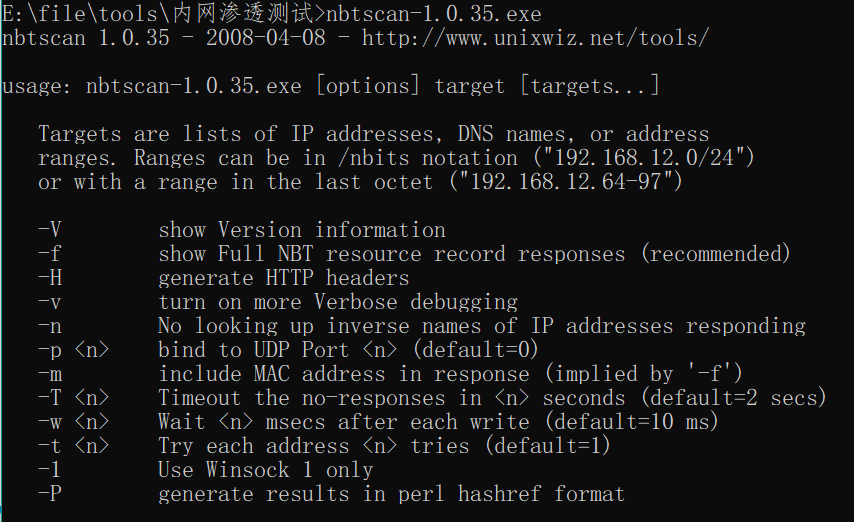 E:\file\tools\内网渗透测试>nbtscan-1.0.35.exe
nbtscan 1.0.35 - 2008-04-08 - http://www.unixwiz.net/tools/
usage: nbtscan-1.0.35.exe [options] target [targets...]
Targets are lists of IP addresses, DNS names, or address
ranges. Ranges can be in /nbits notation ("192.168.12.0/24")
or with a range in the last octet ("192.168.12.64-97")
-V show Version information
-f show Full NBT resource record responses (recommended)
-H generate HTTP headers
-v turn on more Verbose debugging
-n No looking up inverse names of IP addresses responding
-p <n> bind to UDP Port <n> (default=0)
-m include MAC address in response (implied by '-f')
-T <n> Timeout the no-responses in <n> seconds (default=2 secs)
-w <n> Wait <n> msecs after each write (default=10 ms)
-t <n> Try each address <n> tries (default=1)
-1 Use Winsock 1 only
-P generate results in perl hashref format